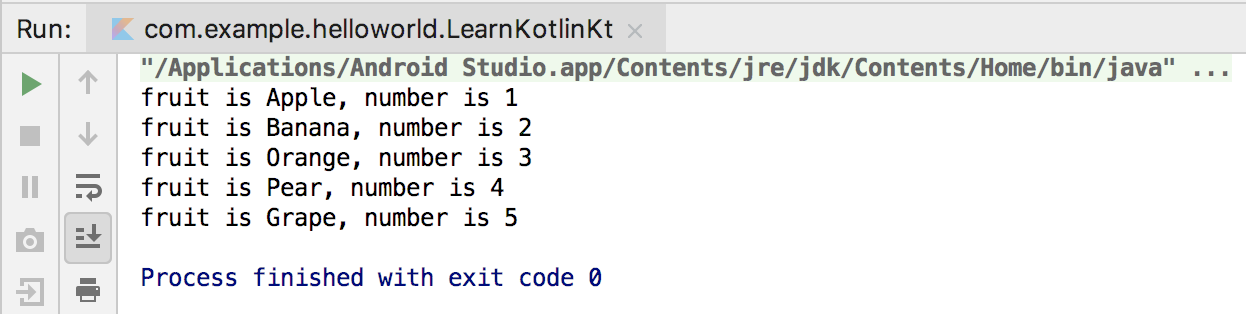 Run: com.example.helloworld.LearnKotlinKt ×
"/Applications/Android Studio.app/Contents/jre/jdk/Contents/Home/bin/java" ...
fruit is Apple, number is 1
fruit is Banana, number is 2
fruit is Orange, number is 3
fruit is Pear, number is 4
fruit is Grape, number is 5
Process finished with exit code 0